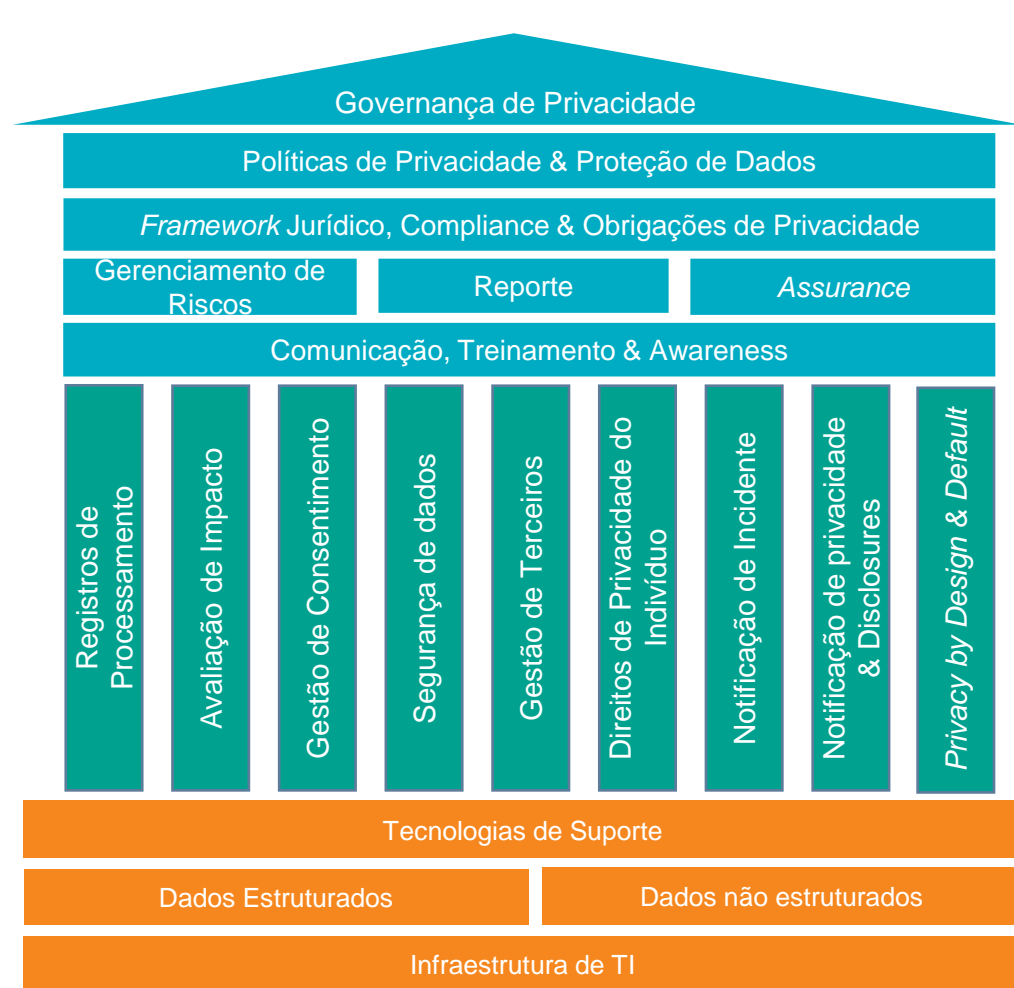 Governança de Privacidade
Políticas de Privacidade & Proteção de Dados
Framework Jurídico, Compliance & Obrigações de Privacidade
Gerenciamento de
Riscos
Reporte
Assurance
Comunicação, Treinamento & Awareness
Registros de
Processamento
Avaliação de Impacto
Gestão de Consentimento
Segurança de dados
Gestão de Terceiros
Direitos de Privacidade do
Indivíduo
Notificação de Incidente
Notificação de privacidade
& Disclosures
Privacy by Design & Default
Tecnologias de Suporte
Dados Estruturados
Dados não estruturados
Infraestrutura de TI